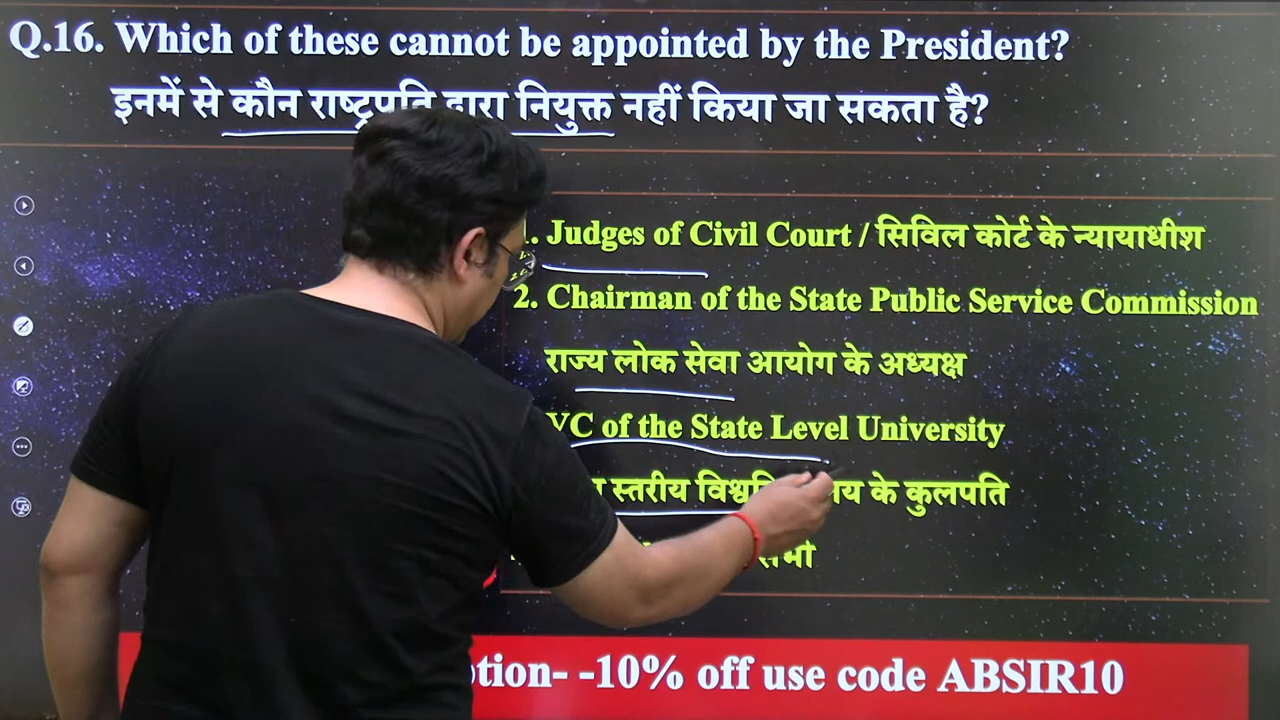 Q.16. Which of these cannot be appointed by the President?
इनमें से कौन राष्ट्रपति द्वारा नियुक्त नहीं किया जा सकता है?
1. Judges of Civil Court / सिविल कोर्ट के न्यायाधीश
2. Chairman of the State Public Service Commission
राज्य लोक सेवा आयोग के अध्यक्ष
VC of the State Level University
स्तरीय के कुलपति
सभी
-10% off use code ABSIR10